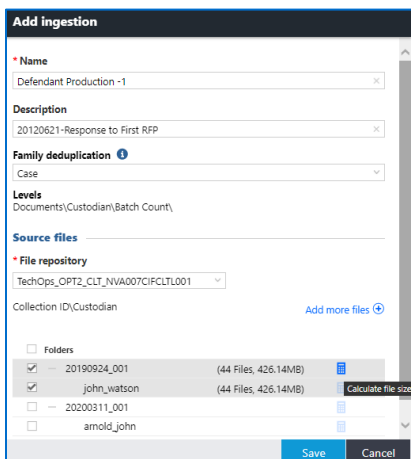 Add ingestion
* Name
Defendant Production -1
Description
20120621-Response to First RFP
Family deduplication
Case
Levels
Documents\Custodian\Batch Count\
Source files
* File repository
TechOps_OPT2_CLT_NVA007CIFCLTL001
Collection ID\Custodian Add more files
Folders
20190924_001 (44 Files, 426.14MB)
john_watson (44 Files, 426.14MB) Calculate file size
20200311_001
arnold_john
Save Cancel